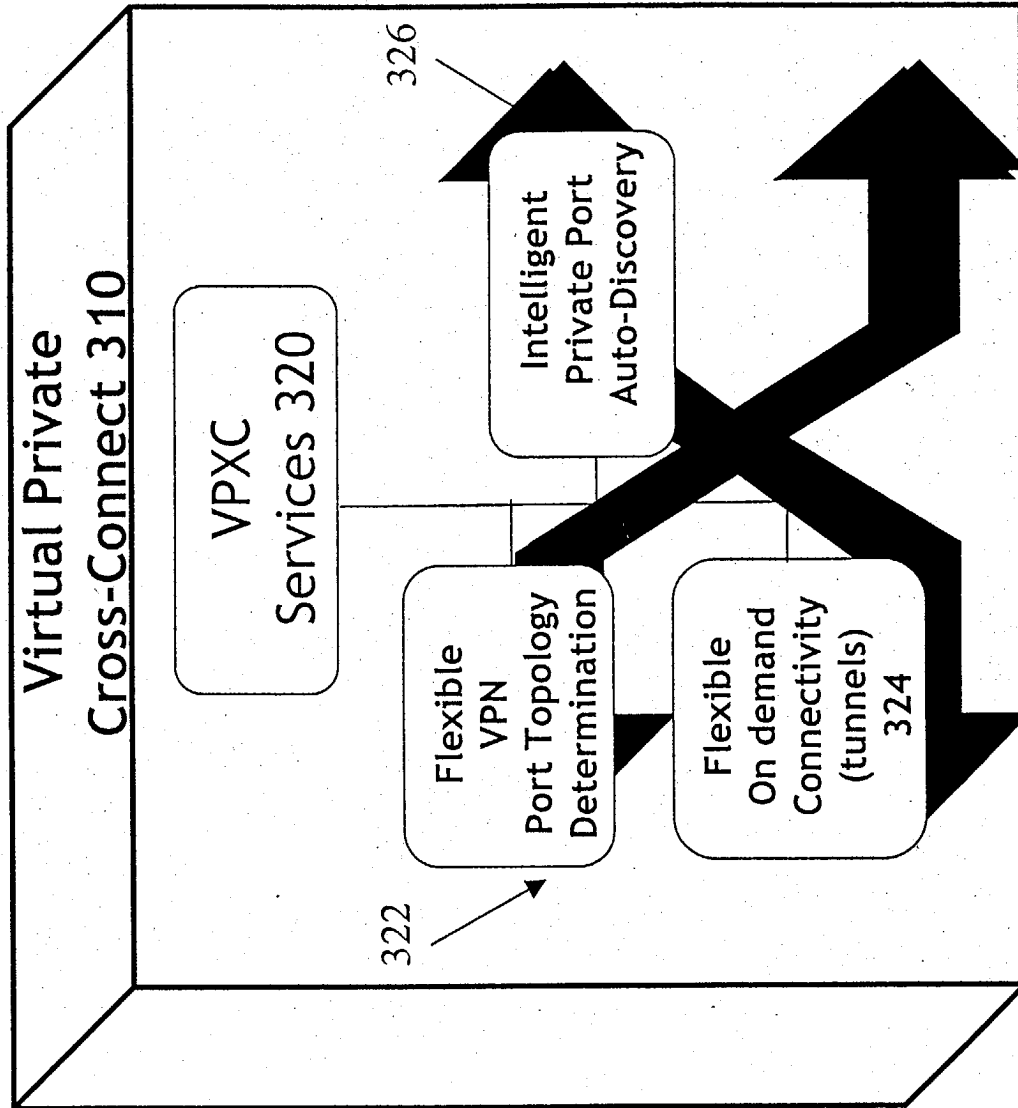 Virtual Private
Cross-Connect 310
VPXC
Services 320
322
Flexible
VPN
Port Topology
Determination
Intelligent
Private Port
Auto-Discovery
326
Flexible
On demand
Connectivity
(tunnels)
324